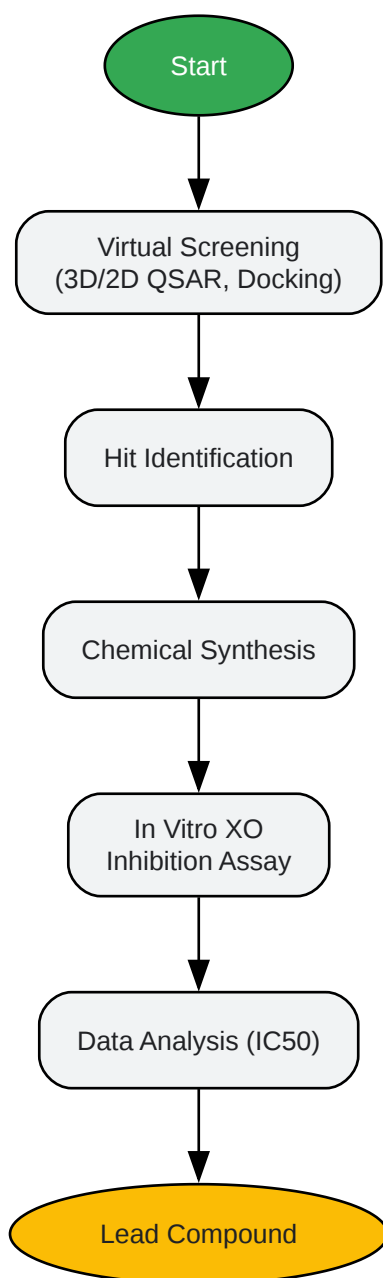 Start
Virtual Screening
(3D/2D QSAR, Docking)
Hit Identification
Chemical Synthesis
In Vitro XO
Inhibition Assay
Data Analysis (IC50)
Lead Compound